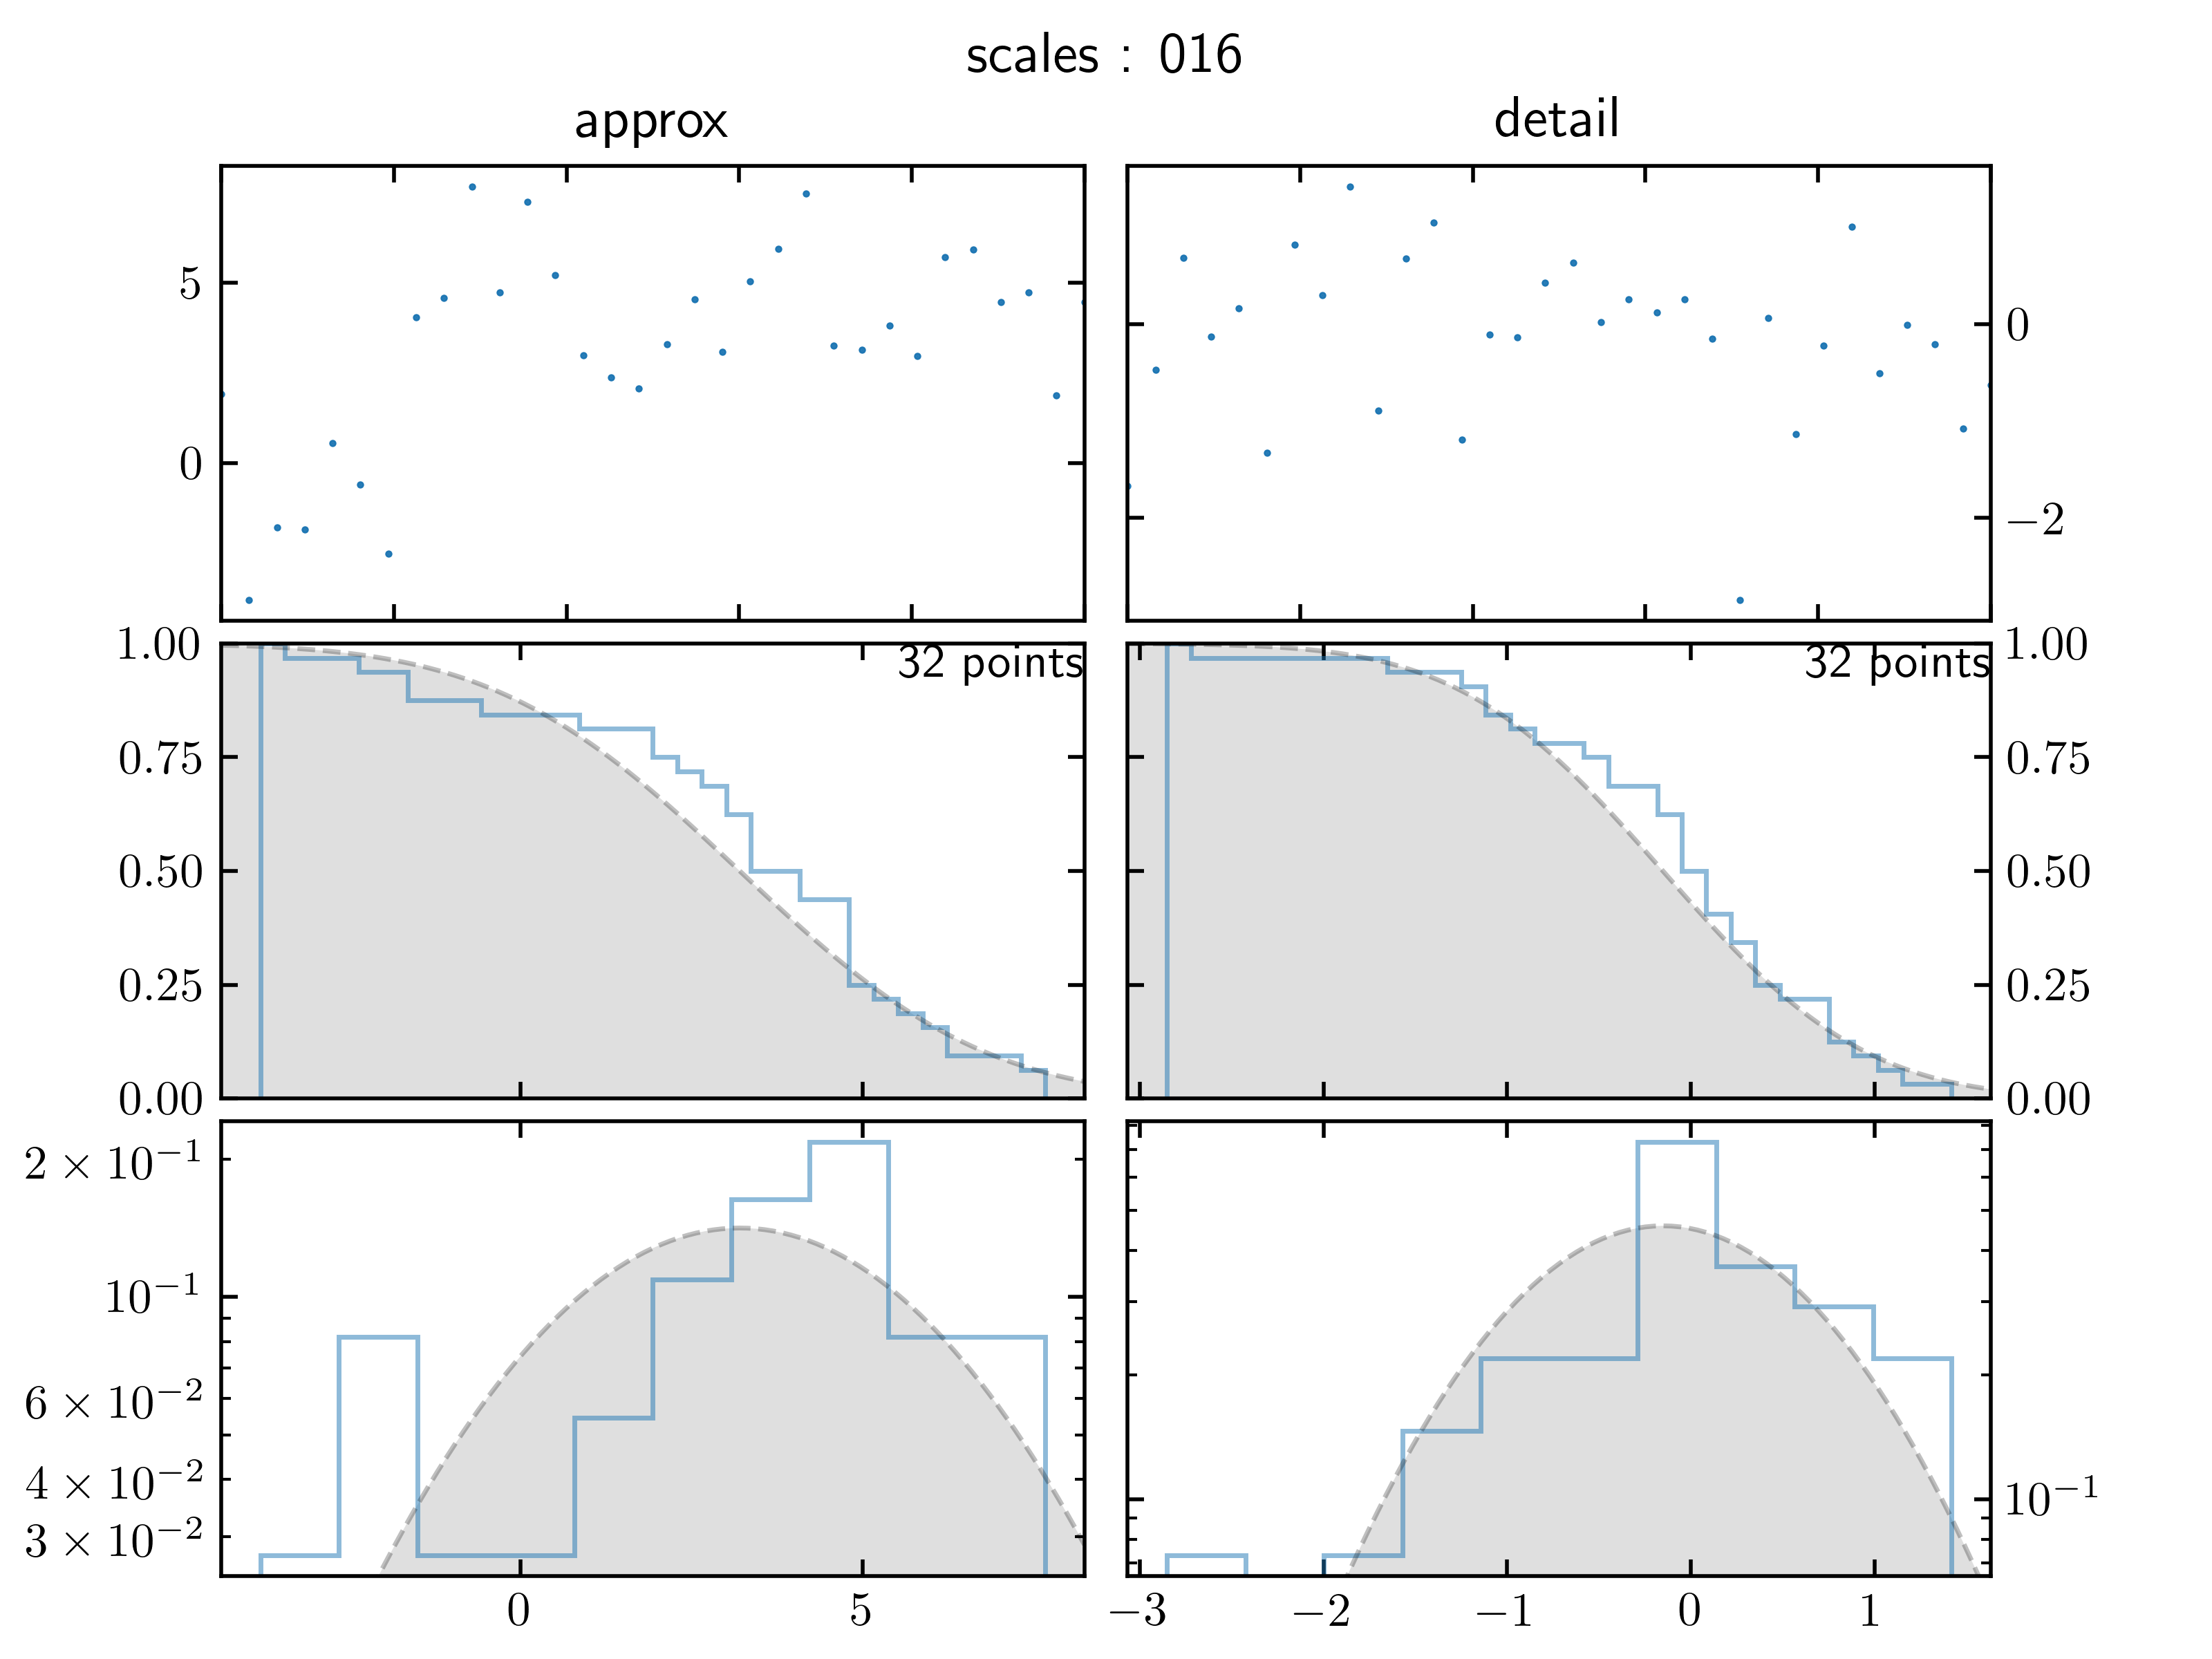 scales : 016
approx
detail
5
0
0
−2
32 points
32 points
1.00
0.75
0.50
0.25
0.00
1.00
0.75
0.50
0.25
0.00
2 × 10⁻¹
10⁻¹
6 × 10⁻²
4 × 10⁻²
3 × 10⁻²
10⁻¹
0 5
−3 −2 −1 0 1